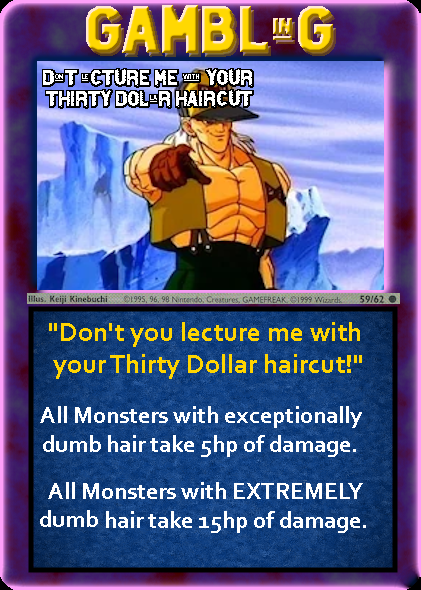 GAMBLinG
DonT leCTURE ME with YOUR
THIRTY DOLlaR HAIRCUT
Illus. Keiji Kinebuchi ©1995, 96, 98 Nintendo, Creatures, GAMEFREAK. ©1999 Wizards. 59/62
"Don't you lecture me with
your Thirty Dollar haircut!"
All Monsters with exceptionally
dumb hair take 5hp of damage.
All Monsters with EXTREMELY
dumb hair take 15hp of damage.